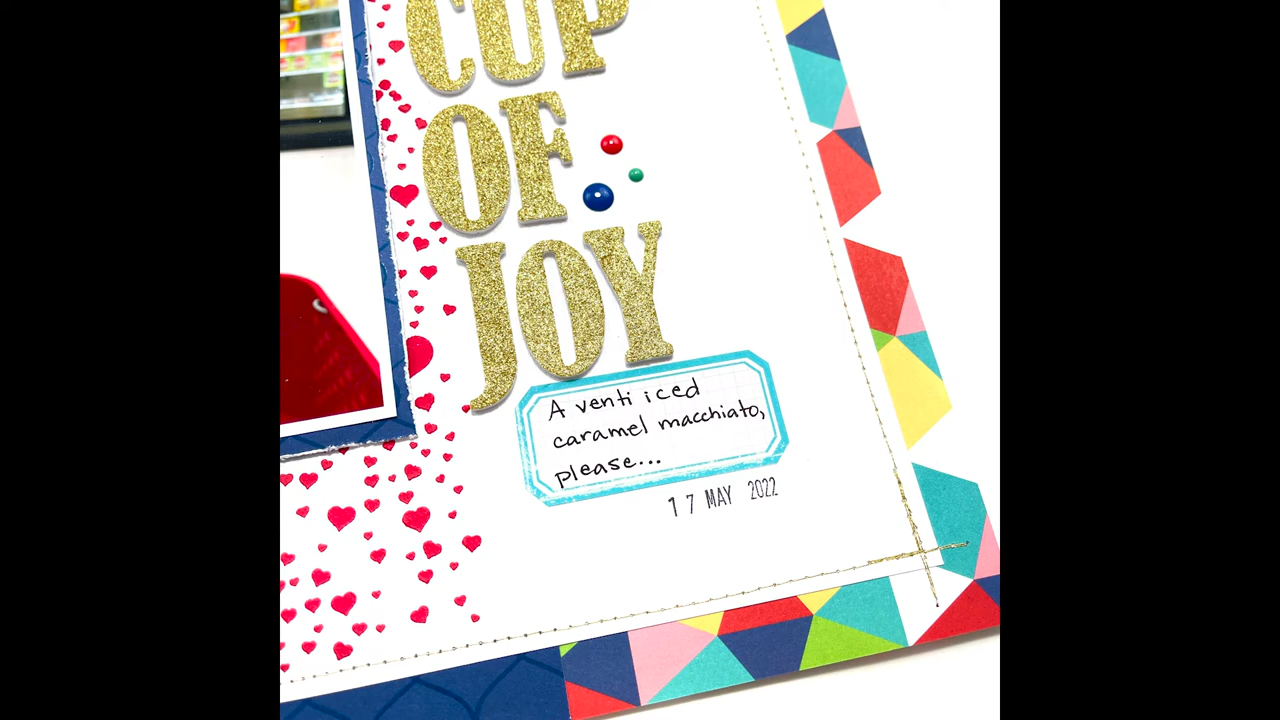 CUP
OF
JOY
A venti iced
caramel macchiato,
please...
17 MAY 2022